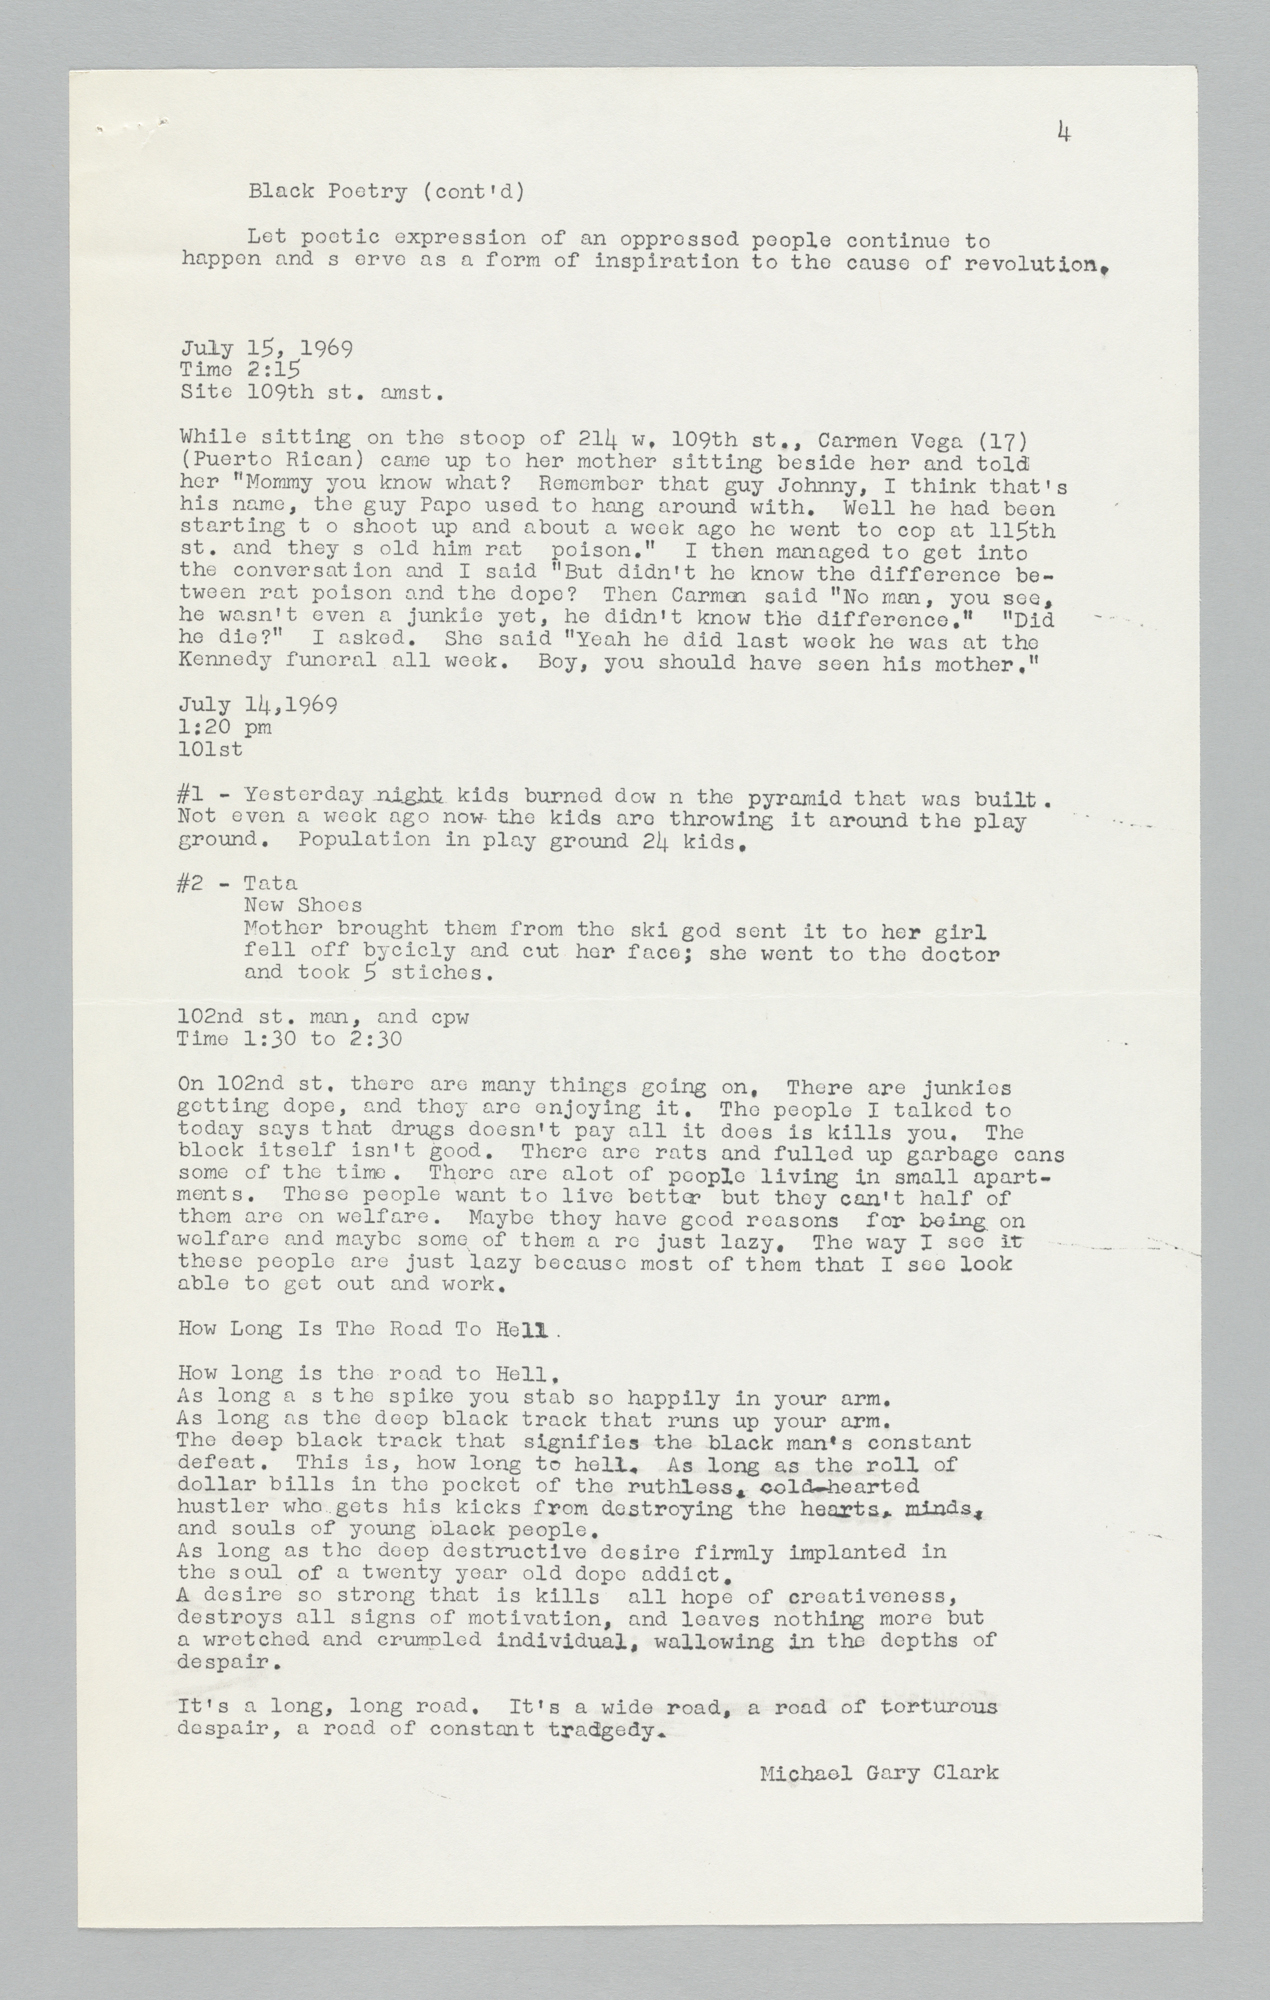 4
Black Poetry (cont'd)
Let poetic expression of an oppressed people continue to
happen and s erve as a form of inspiration to the cause of revolution.
July 15, 1969
Time 2:15
Site 109th st. amst.
While sitting on the stoop of 214 w. 109th st., Carmen Vega (17)
(Puerto Rican) came up to her mother sitting beside her and told
her "Mommy you know what?  Remember that guy Johnny, I think that's
his name, the guy Papo used to hang around with.  Well he had been
starting t o shoot up and about a week ago he went to cop at 115th
st. and they s old him rat  poison."  I then managed to get into
the conversation and I said "But didn't he know the difference be-
tween rat poison and the dope?  Then Carmen said "No man, you see,
he wasn't even a junkie yet, he didn't know the difference."  "Did
he die?"  I asked.  She said "Yeah he did last week he was at the
Kennedy funeral all week.  Boy, you should have seen his mother."
July 14,1969
1:20 pm
101st
#1 - Yesterday night kids burned dow n the pyramid that was built.
Not even a week ago now the kids are throwing it around the play
ground.  Population in play ground 24 kids.
#2 - Tata
New Shoes
Mother brought them from the ski god sent it to her girl
fell off bycicly and cut her face; she went to the doctor
and took 5 stiches.
102nd st. man, and cpw
Time 1:30 to 2:30
On 102nd st. there are many things going on.  There are junkies
getting dope, and they are enjoying it.  The people I talked to
today says that drugs doesn't pay all it does is kills you.  The
block itself isn't good.  There are rats and fulled up garbage cans
some of the time.  There are alot of people living in small apart-
ments.  These people want to live better but they can't half of
them are on welfare.  Maybe they have good reasons  for being on
welfare and maybe some of them a re just lazy.  The way I see it
these people are just lazy because most of them that I see look
able to get out and work.
How Long Is The Road To Hell.
How long is the road to Hell.
As long a s the spike you stab so happily in your arm.
As long as the deep black track that runs up your arm.
The deep black track that signifies the black man's constant
defeat.  This is, how long to hell.  As long as the roll of
dollar bills in the pocket of the ruthless, cold-hearted
hustler who gets his kicks from destroying the hearts, minds,
and souls of young black people.
As long as the deep destructive desire firmly implanted in
the soul of a twenty year old dope addict.
A desire so strong that is kills  all hope of creativeness,
destroys all signs of motivation, and leaves nothing more but
a wretched and crumpled individual, wallowing in the depths of
despair.
It's a long, long road.  It's a wide road, a road of torturous
despair, a road of constant tradgedy.
Michael Gary Clark